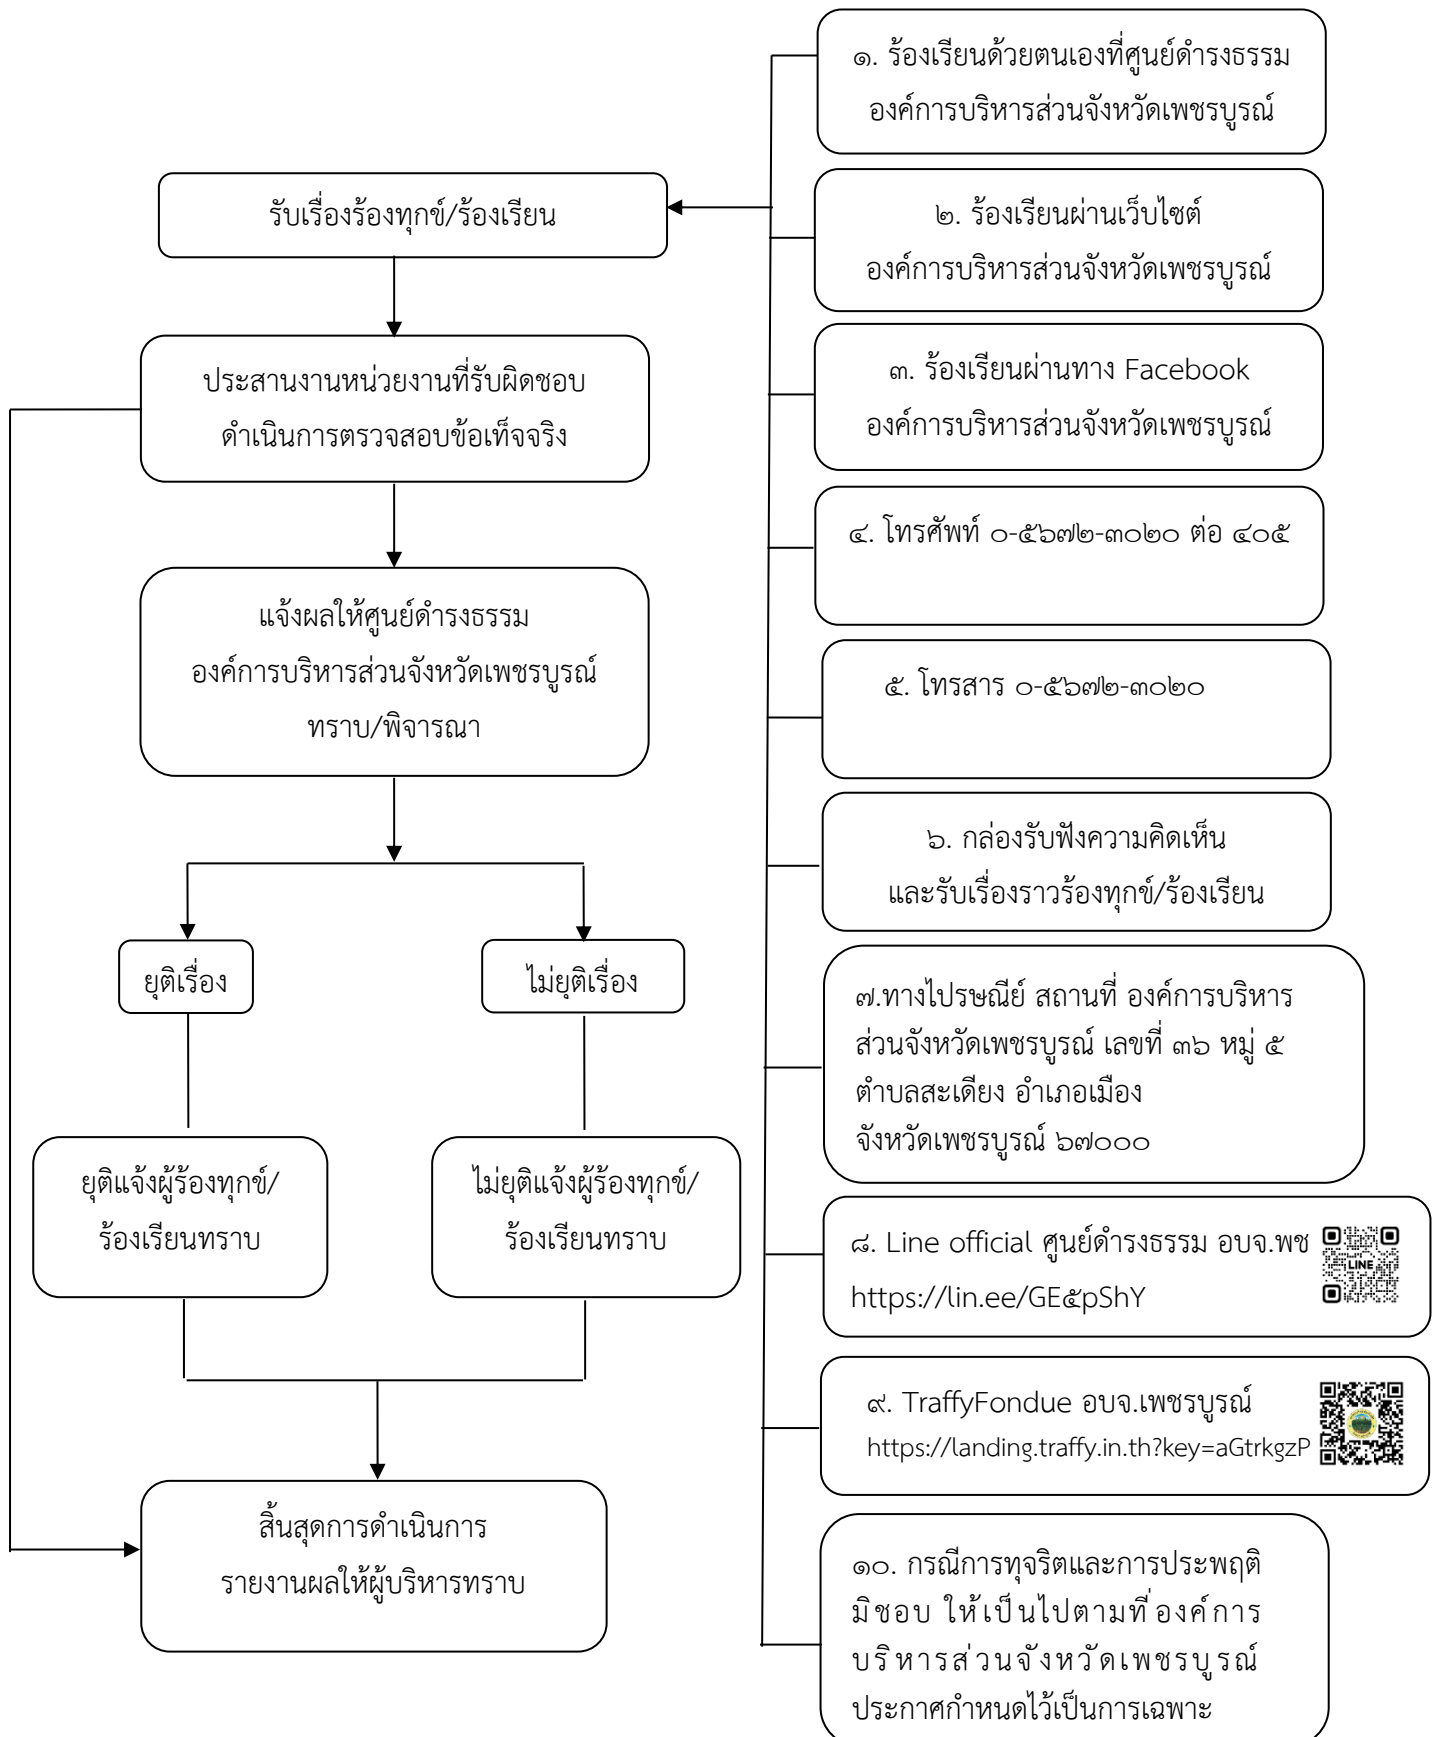 รับเรื่องร้องทุกข์/ร้องเรียน
ประสานงานหน่วยงานที่รับผิดชอบ
ดำเนินการตรวจสอบข้อเท็จจริง
แจ้งผลให้ศูนย์ดำรงธรรม
องค์การบริหารส่วนจังหวัดเพชรบูรณ์
ทราบ/พิจารณา
ยุติเรื่อง
ไม่ยุติเรื่อง
ยุติแจ้งผู้ร้องทุกข์/
ร้องเรียนทราบ
ไม่ยุติแจ้งผู้ร้องทุกข์/
ร้องเรียนทราบ
สิ้นสุดการดำเนินการ
รายงานผลให้ผู้บริหารทราบ
๑. ร้องเรียนด้วยตนเองที่ศูนย์ดำรงธรรม
องค์การบริหารส่วนจังหวัดเพชรบูรณ์
๒. ร้องเรียนผ่านเว็บไซต์
องค์การบริหารส่วนจังหวัดเพชรบูรณ์
๓. ร้องเรียนผ่านทาง Facebook
องค์การบริหารส่วนจังหวัดเพชรบูรณ์
๔. โทรศัพท์ ๐-๕๖๗๒-๓๐๒๐ ต่อ ๔๐๕
๕. โทรสาร ๐-๕๖๗๒-๓๐๒๐
๖. กล่องรับฟังความคิดเห็น
และรับเรื่องราวร้องทุกข์/ร้องเรียน
๗.ทางไปรษณีย์ สถานที่ องค์การบริหาร
ส่วนจังหวัดเพชรบูรณ์ เลขที่ ๓๖ หมู่ ๕
ตำบลสะเดียง อำเภอเมือง
จังหวัดเพชรบูรณ์ ๖๗๐๐๐
๘. Line official ศูนย์ดำรงธรรม อบจ.พช
https://lin.ee/GE๕pShY
LINE
๙. TraffyFondue อบจ.เพชรบูรณ์
https://landing.traffy.in.th?key=aGtrkgzP
๑๐. กรณีการทุจริตและการประพฤติ
มิชอบ ให้เป็นไปตามที่องค์การ
บริหารส่วนจังหวัดเพชรบูรณ์
ประกาศกำหนดไว้เป็นการเฉพาะ